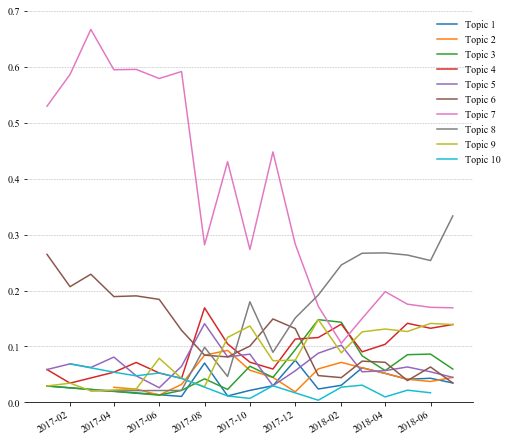 0.7
0.6
0.5
0.4
0.3
0.2
0.1
0.0
2017-02
2017-04
2017-06
2017-08
2017-10
2017-12
2018-02
2018-04
2018-06
Topic 1
Topic 2
Topic 3
Topic 4
Topic 5
Topic 6
Topic 7
Topic 8
Topic 9
Topic 10